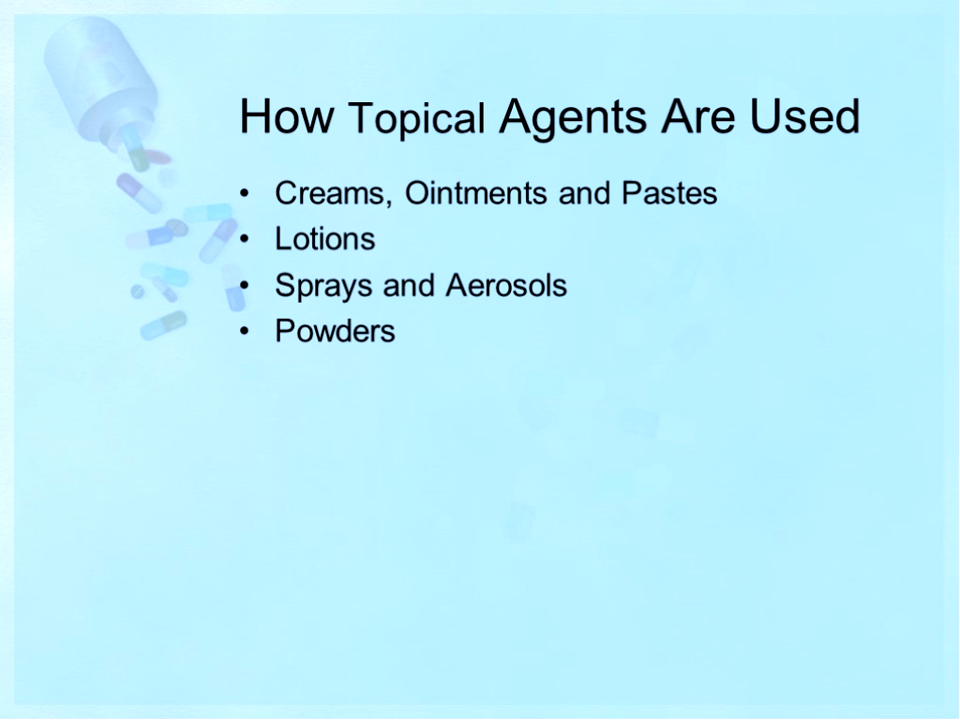 How Topical Agents Are Used
• Creams, Ointments and Pastes
• Lotions
• Sprays and Aerosols
• Powders